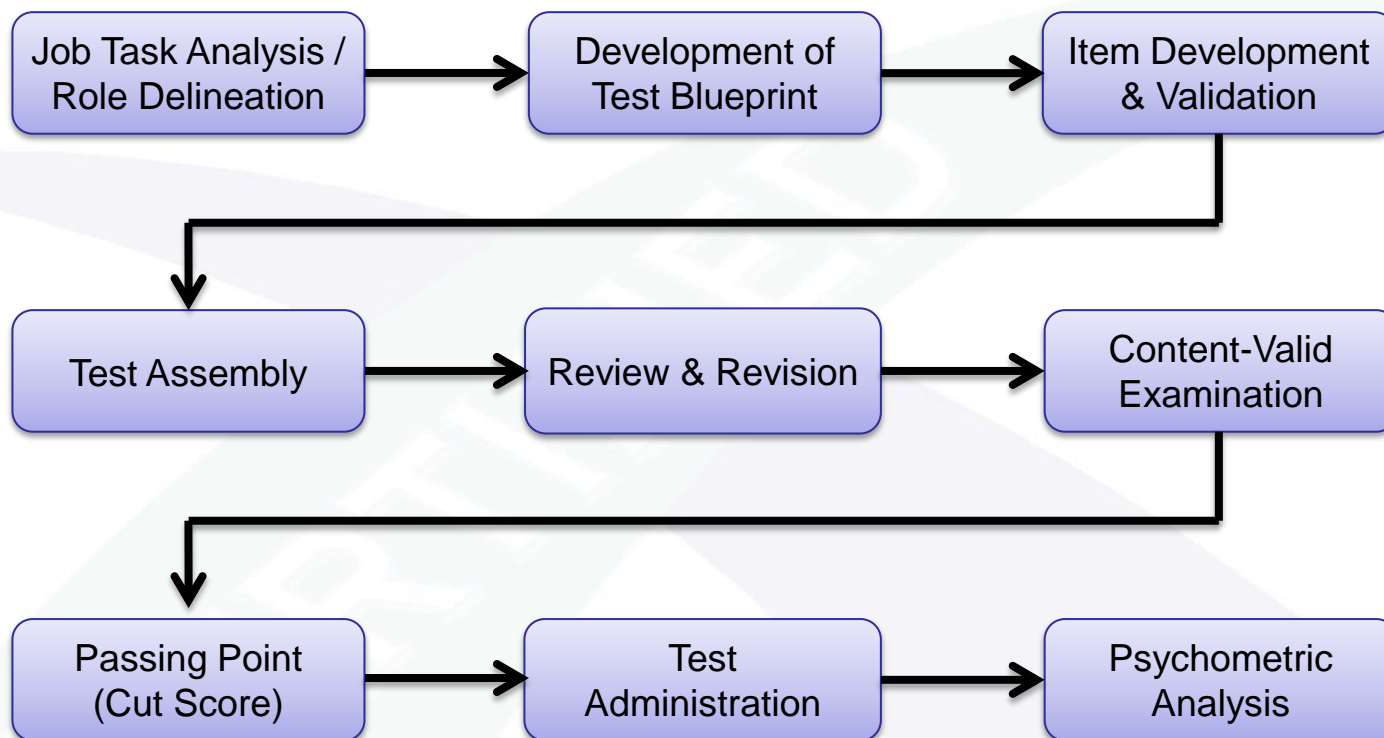 Job Task Analysis /
Role Delineation
Development of
Test Blueprint
Item Development
& Validation
Test Assembly
Review & Revision
Content-Valid
Examination
Passing Point
(Cut Score)
Test
Administration
Psychometric
Analysis
RTIFIED